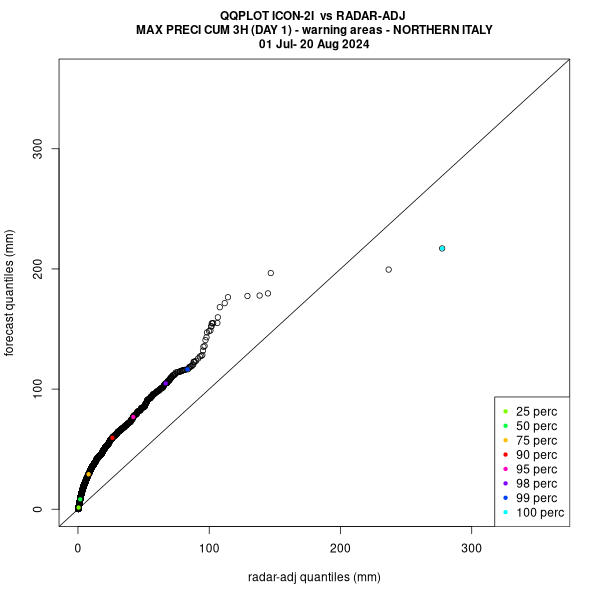 QQPLOT ICON-2I vs RADAR-ADJ
MAX PRECI CUM 3H (DAY 1) - warning areas - NORTHERN ITALY
01 Jul- 20 Aug 2024
forecast quantiles (mm)
300
200
100
0
0 100 200 300
radar-adj quantiles (mm)
25 perc
50 perc
75 perc
90 perc
95 perc
98 perc
99 perc
100 perc